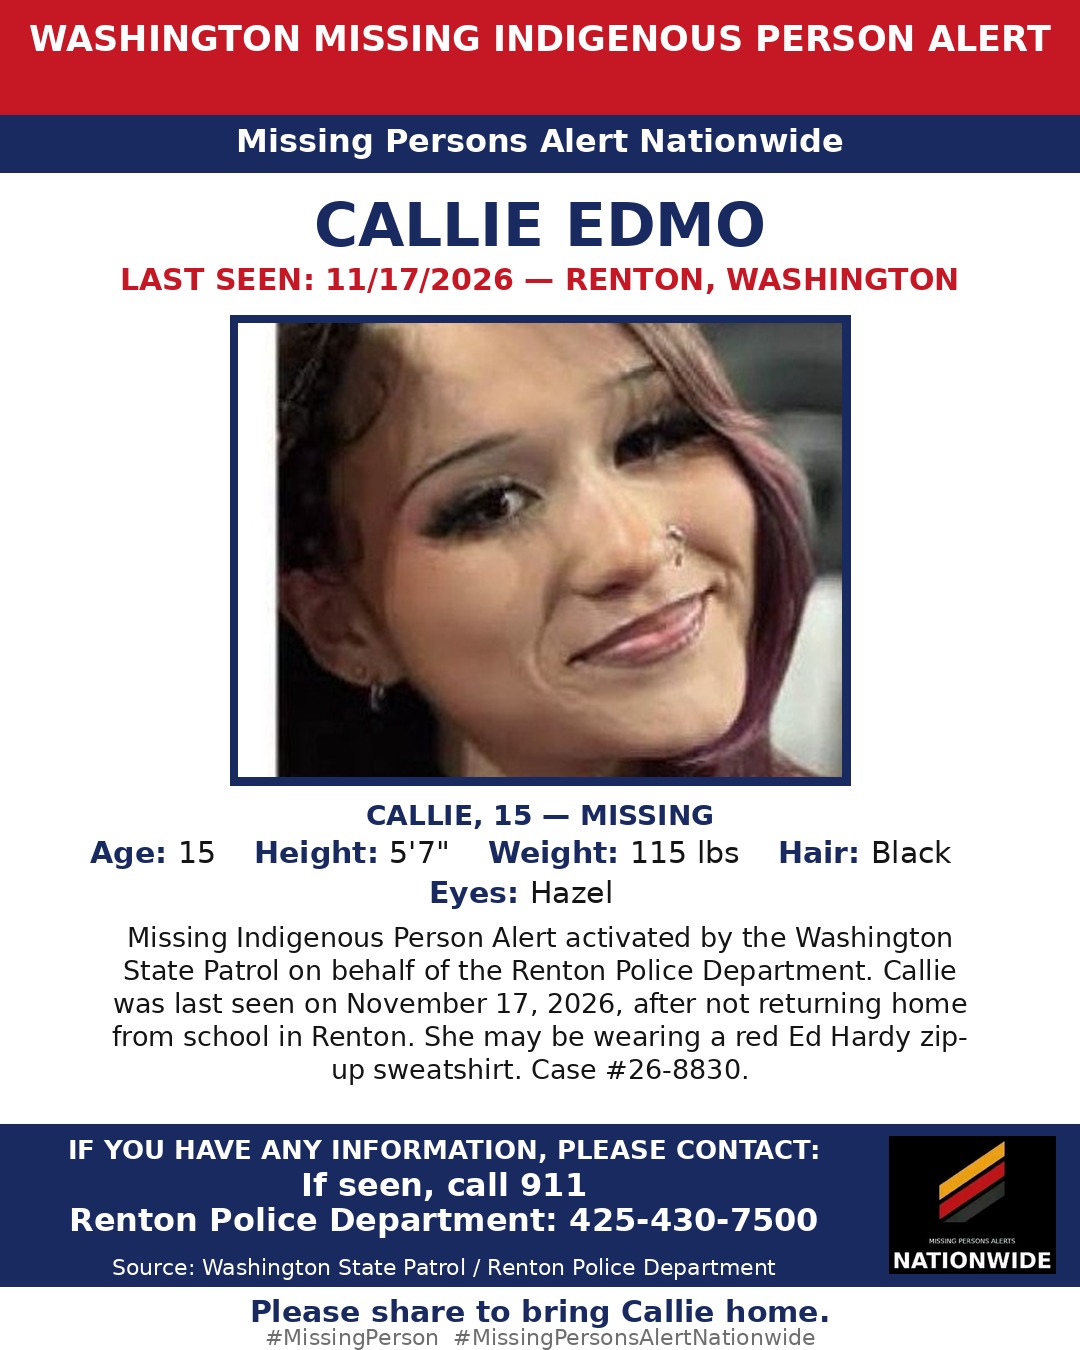 WASHINGTON MISSING INDIGENOUS PERSON ALERT
Missing Persons Alert Nationwide
CALLIE EDMO
LAST SEEN: 11/17/2026 — RENTON, WASHINGTON
CALLIE, 15 — MISSING
Age: 15 Height: 5'7" Weight: 115 lbs Hair: Black
Eyes: Hazel
Missing Indigenous Person Alert activated by the Washington
State Patrol on behalf of the Renton Police Department. Callie
was last seen on November 17, 2026, after not returning home
from school in Renton. She may be wearing a red Ed Hardy zip-
up sweatshirt. Case #26-8830.
IF YOU HAVE ANY INFORMATION, PLEASE CONTACT:
If seen, call 911
Renton Police Department: 425-430-7500
Source: Washington State Patrol / Renton Police Department
MISSING PERSONS ALERTS
NATIONWIDE
Please share to bring Callie home.
#MissingPerson #MissingPersonsAlertNationwide